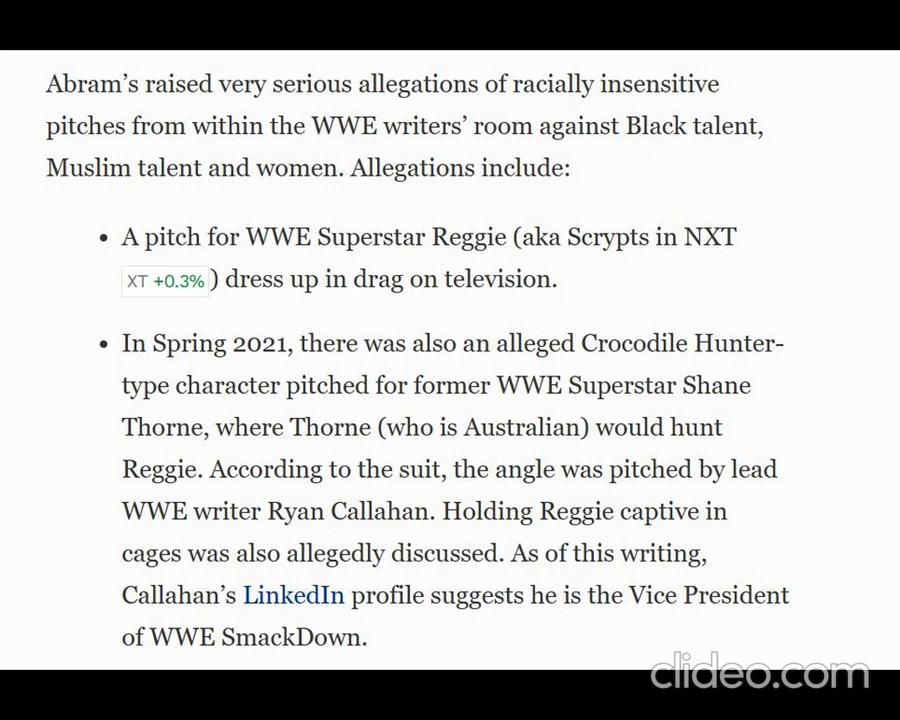 Abram’s raised very serious allegations of racially insensitive
pitches from within the WWE writers’ room against Black talent,
Muslim talent and women. Allegations include:
• A pitch for WWE Superstar Reggie (aka Scrypts in NXT
XT +0.3% ) dress up in drag on television.
• In Spring 2021, there was also an alleged Crocodile Hunter-
type character pitched for former WWE Superstar Shane
Thorne, where Thorne (who is Australian) would hunt
Reggie. According to the suit, the angle was pitched by lead
WWE writer Ryan Callahan. Holding Reggie captive in
cages was also allegedly discussed. As of this writing,
Callahan’s LinkedIn profile suggests he is the Vice President
of WWE SmackDown.
clideo.com